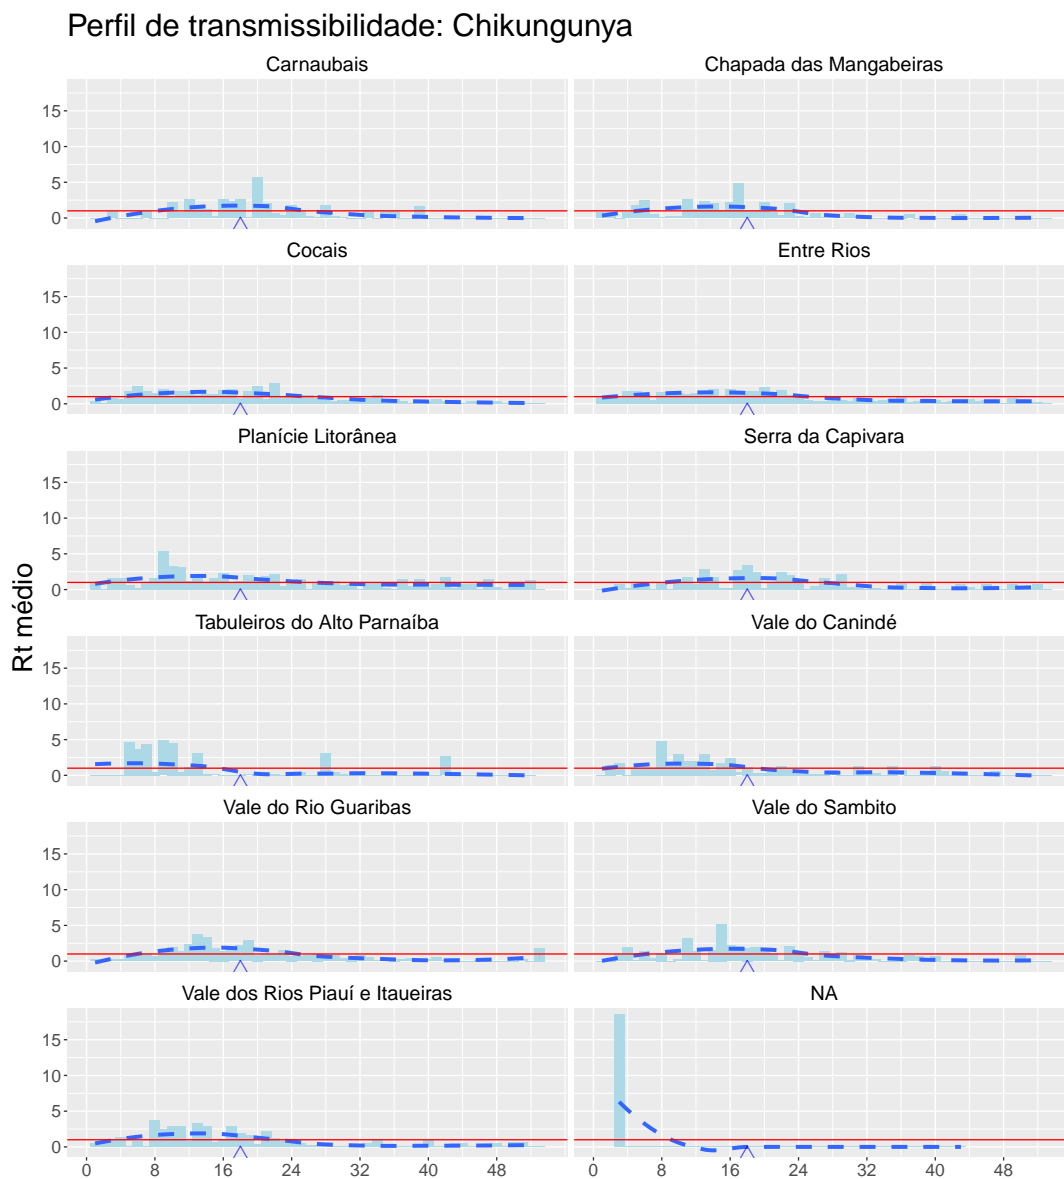 Perfil de transmissibilidade: Chikungunya
Carnaubais
Chapada das Mangabeiras
15
10
5
0
Cocais
Entre Rios
15
10
5
0
Planície Litorânea
Serra da Capivara
15
10
5
0
Rt médio
Tabuleiros do Alto Parnaíba
Vale do Canindé
15
10
5
0
Vale do Rio Guaribas
Vale do Sambito
15
10
5
0
Vale dos Rios Piauí e Itaueiras
NA
15
10
5
0
0 8 16 24 32 40 48
0 8 16 24 32 40 48